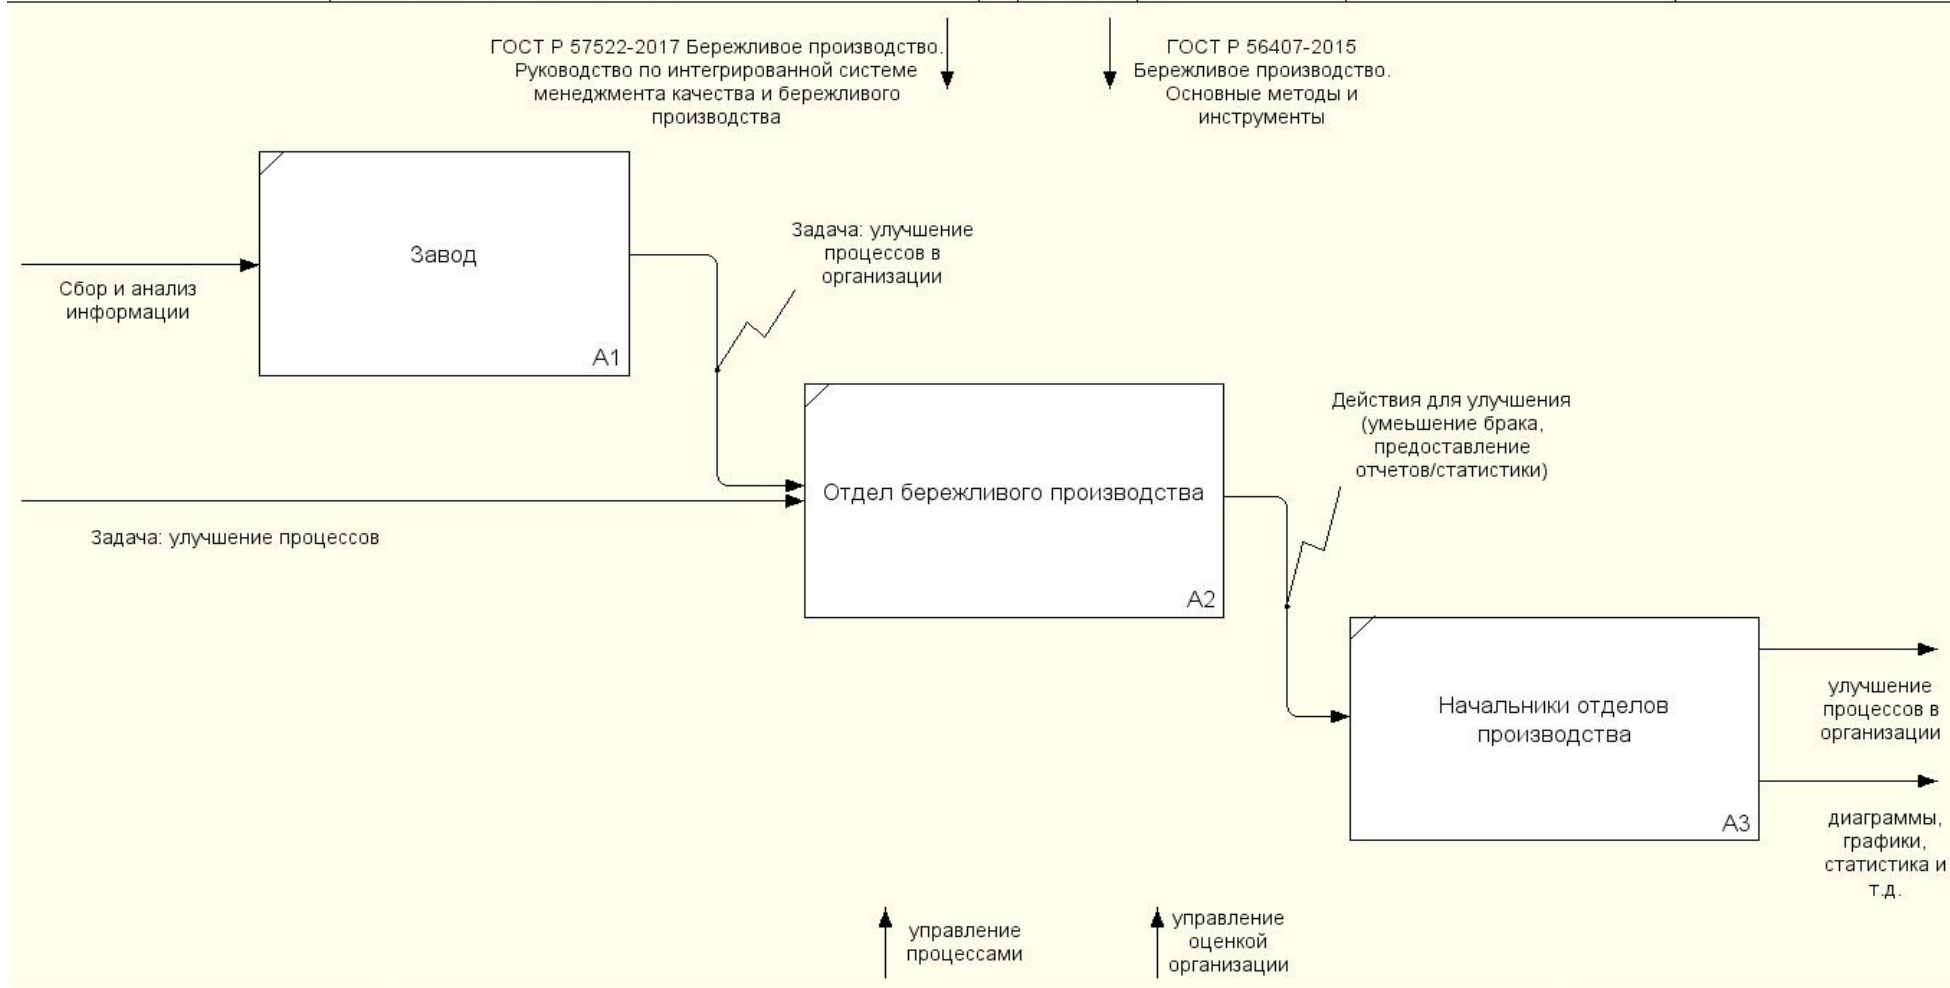 ГОСТ Р 57522-2017 Бережливое производство.
Руководство по интегрированной системе
менеджмента качества и бережливого
производства
ГОСТ Р 56407-2015
Бережливое производство.
Основные методы и
инструменты
Завод
A1
Сбор и анализ
информации
Задача: улучшение
процессов в
организации
Отдел бережливого производства
A2
Задача: улучшение процессов
Действия для улучшения
(умеьшение брака,
предоставление
отчетов/статистики)
Начальники отделов
производства
A3
улучшение
процессов в
организации
диаграммы,
графики,
статистика и
т.д.
управление
процессами
управление
оценкой
организации